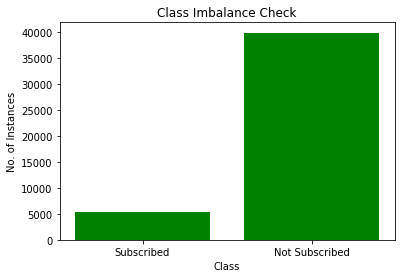 Class Imbalance Check
No. of Instances
40000
35000
30000
25000
20000
15000
10000
5000
0
Subscribed Not Subscribed
Class